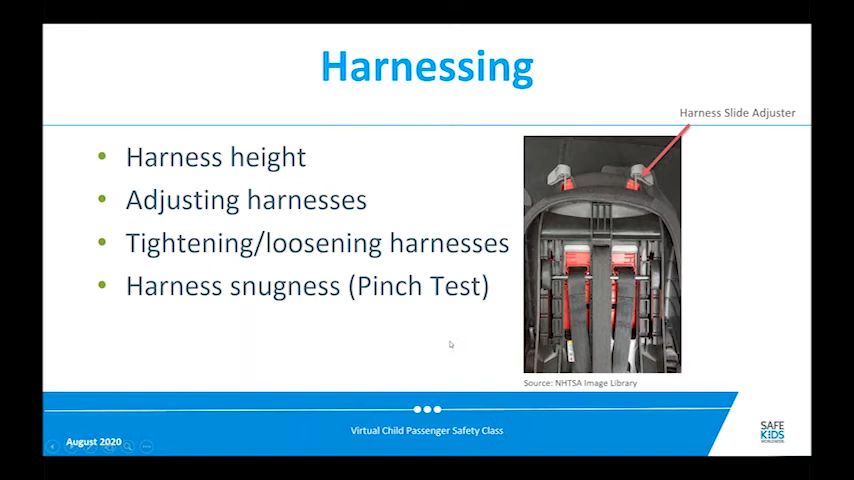 Harnessing
Harness Slide Adjuster
• Harness height
• Adjusting harnesses
• Tightening/loosening harnesses
• Harness snugness (Pinch Test)
Source: NHTSA Image Library
August 2020
Virtual Child Passenger Safety Class
SAFE
KIDS
WORLDWIDE